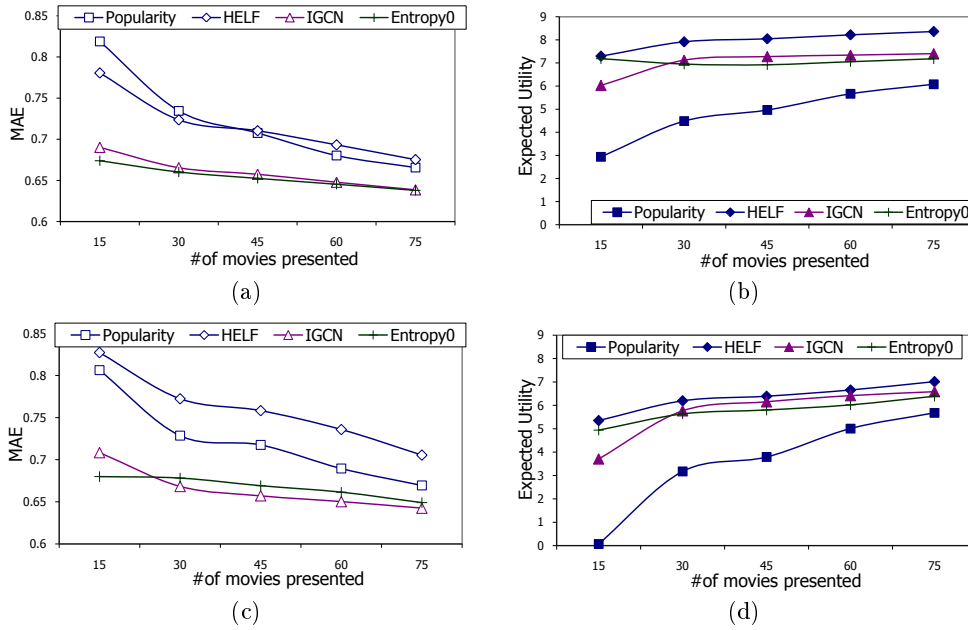 Popularity HELF IGCN Entropy0
0.85
0.8
0.75
0.7
0.65
0.6
MAE
15 30 45 60 75
#of movies presented
(a)
9
8
7
6
5
4
3
2
1
0
Expected Utility
Popularity HELF IGCN Entropy0
15 30 45 60 75
#of movies presented
(b)
0.85
Popularity HELF IGCN Entropy0
0.8
0.75
0.7
0.65
0.6
MAE
15 30 45 60 75
#of movies presented
(c)
9
Popularity HELF IGCN Entropy0
8
7
6
5
4
3
2
1
0
Expected Utility
15 30 45 60 75
#of movies presented
(d)